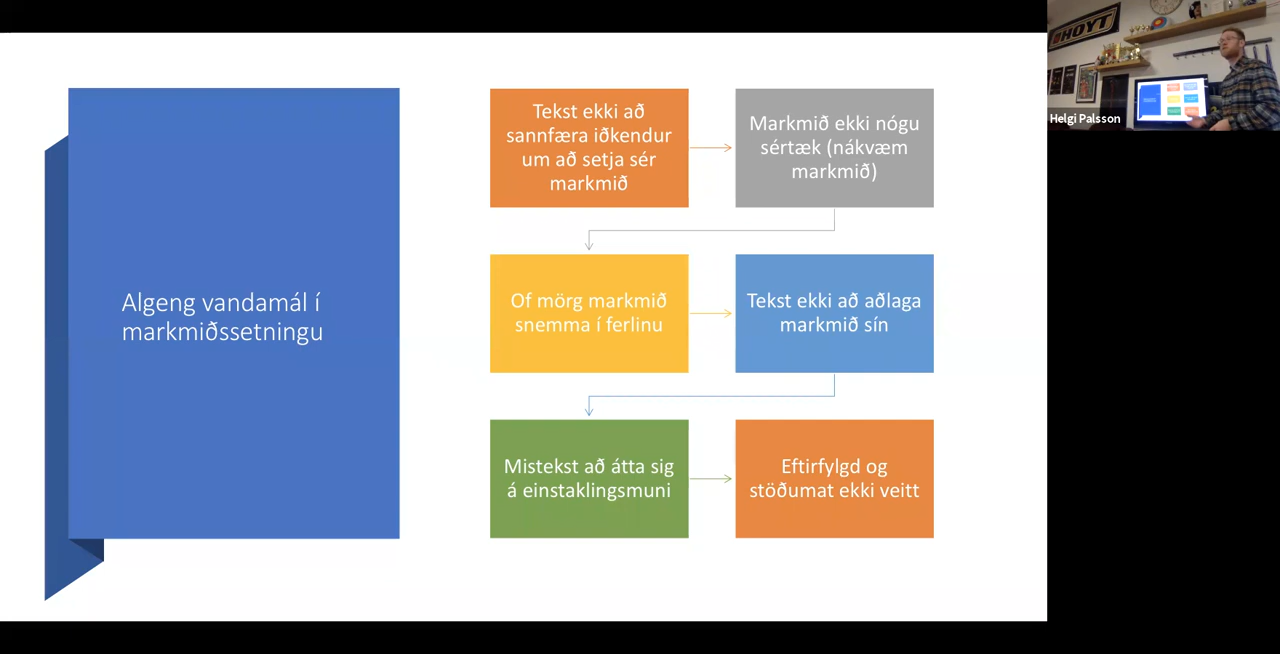 Algeng vandamál í
markmiðssetningu
Tekst ekki að
sannfæra iðkendur
um að setja sér
markmið
Markmið ekki nógu
sértæk (nákvæm
markmið)
Of mörg markmið
snemma í ferlinu
Tekst ekki að aðlaga
markmið sín
Mistekst að átta sig
á einstaklingsmuni
Eftirfylgd og
stöðumat ekki veitt
HOYT
Helgi Palsson